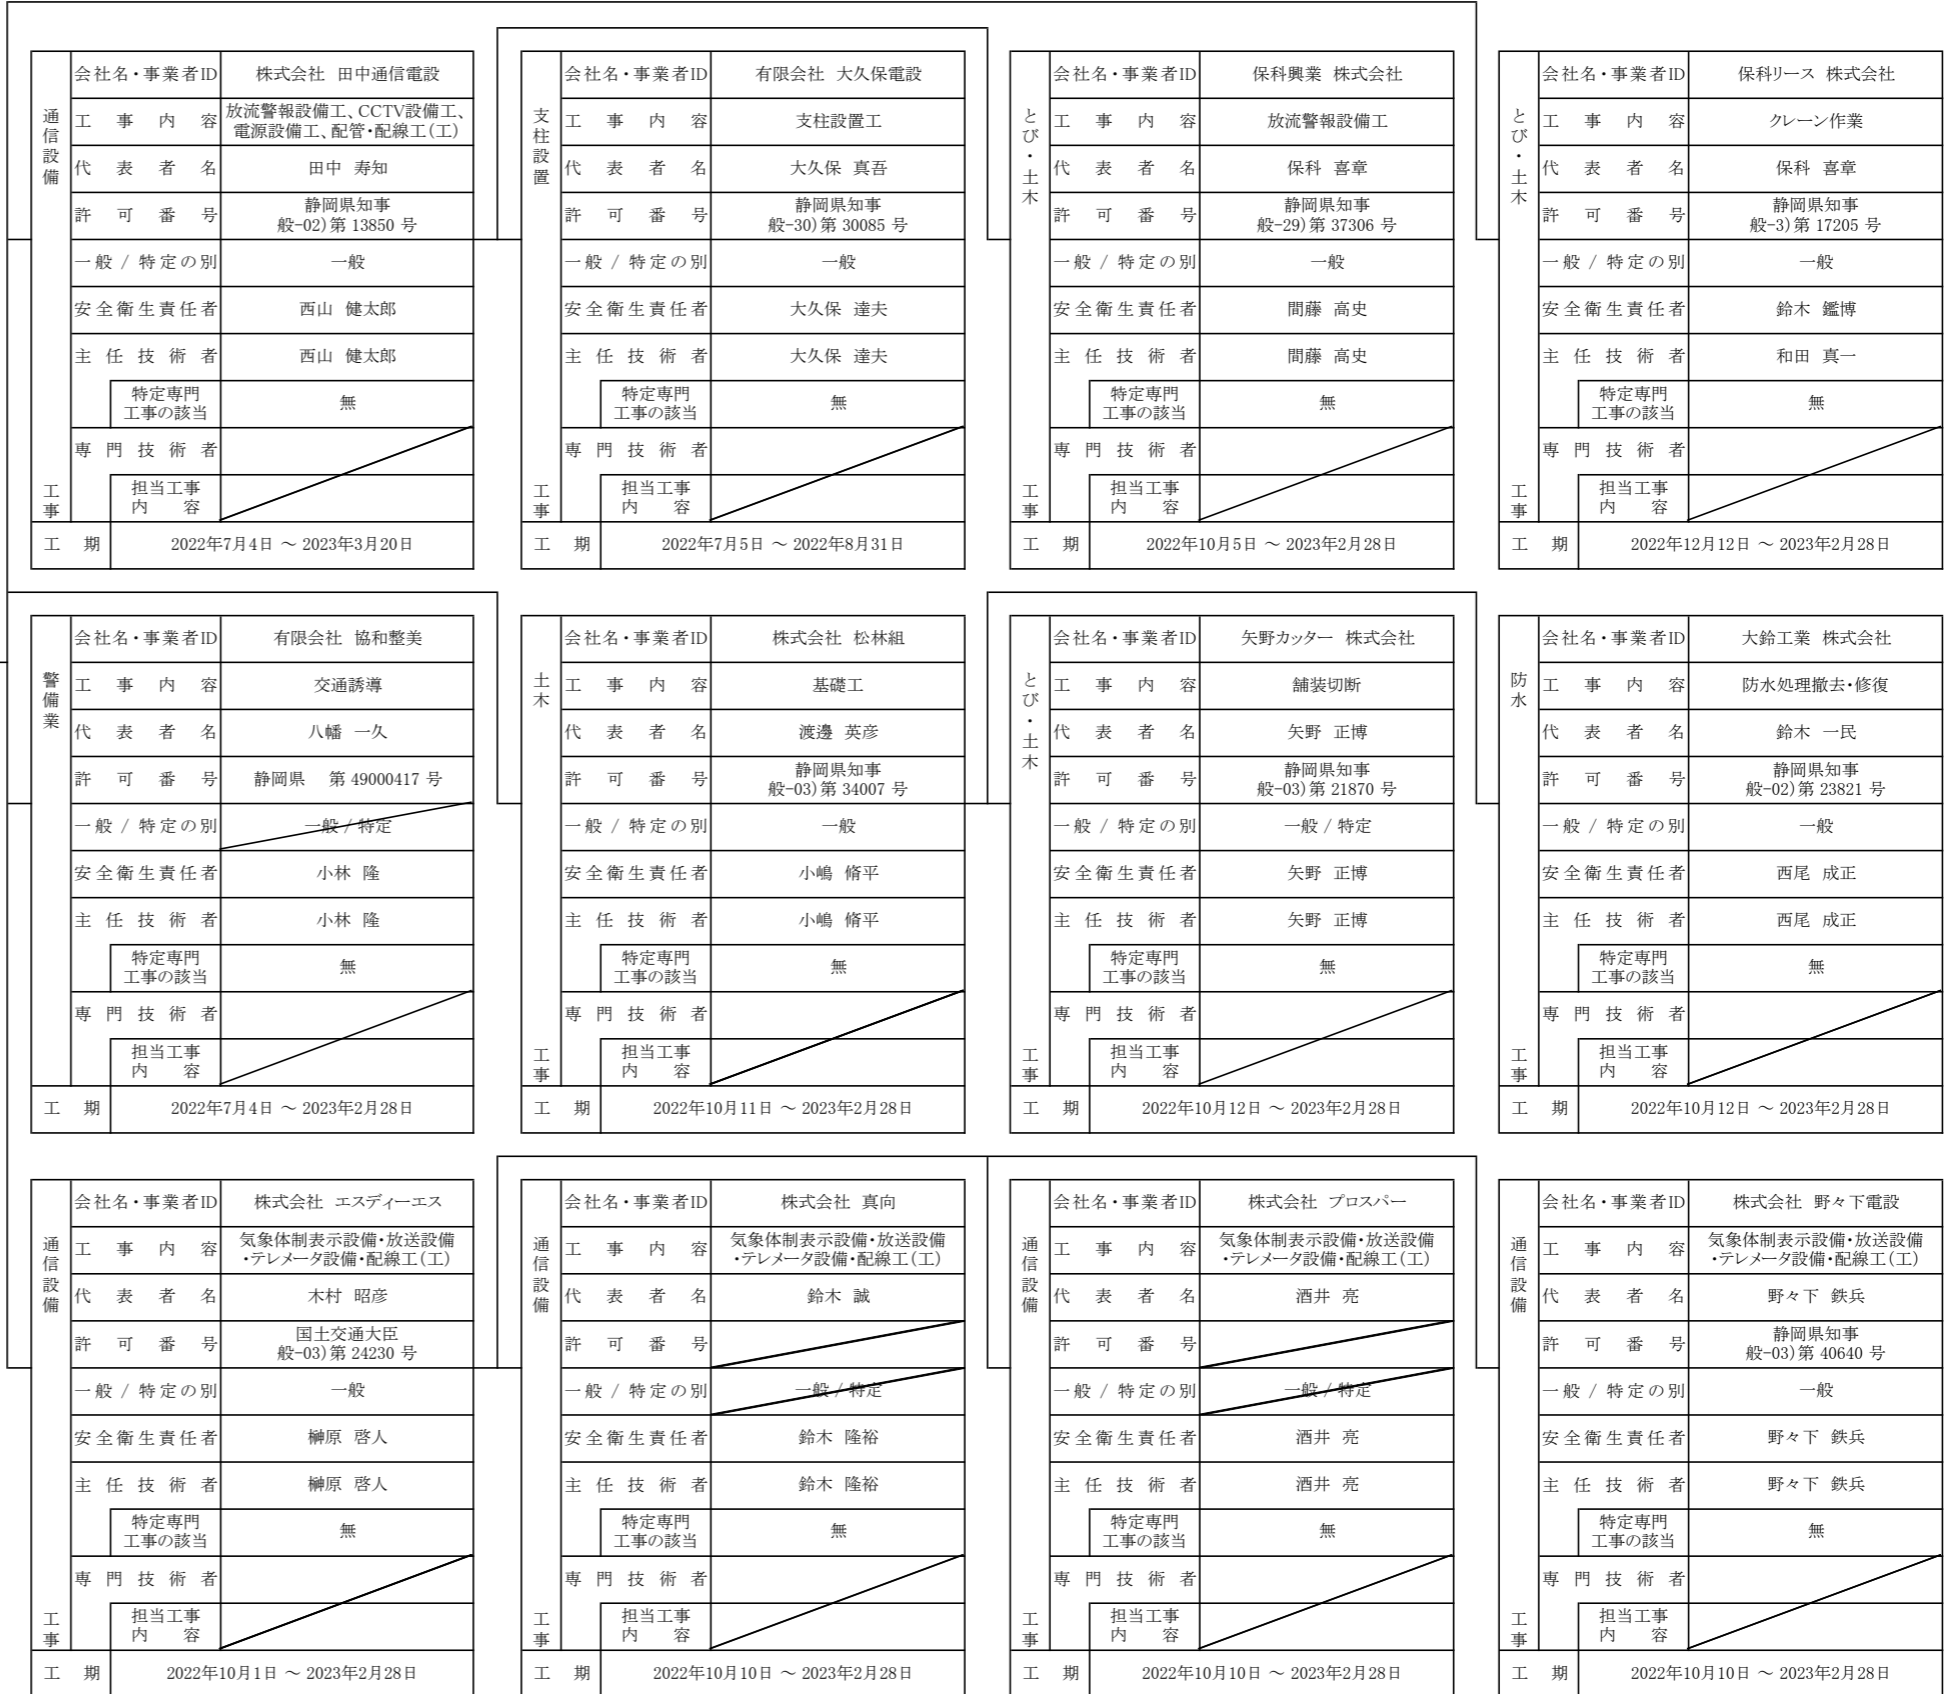 通信設備工事
会社名・事業者ID 株式会社 田中通信電設
工事内容 放流警報設備工、CCTV設備工、
電源設備工、配管・配線工(工)
代表者名 田中 寿知
許可番号 静岡県知事
般-02)第 13850 号
一般 / 特定の別 一般
安全衛生責任者 西山 健太郎
主任技術者 西山 健太郎
特定専門
工事の該当 無
専門技術者
担当工事
内容
工期 2022年7月4日 ～ 2023年3月20日
支柱設置工事
会社名・事業者ID 有限会社 大久保電設
工事内容 支柱設置工
代表者名 大久保 真吾
許可番号 静岡県知事
般-30)第 30085 号
一般 / 特定の別 一般
安全衛生責任者 大久保 達夫
主任技術者 大久保 達夫
特定専門
工事の該当 無
専門技術者
担当工事
内容
工期 2022年7月5日 ～ 2022年8月31日
とび・土木工事
会社名・事業者ID 保科興業 株式会社
工事内容 放流警報設備工
代表者名 保科 喜章
許可番号 静岡県知事
般-29)第 37306 号
一般 / 特定の別 一般
安全衛生責任者 間藤 高史
主任技術者 間藤 高史
特定専門
工事の該当 無
専門技術者
担当工事
内容
工期 2022年10月5日 ～ 2023年2月28日
とび・土木工事
会社名・事業者ID 保科リース 株式会社
工事内容 クレーン作業
代表者名 保科 喜章
許可番号 静岡県知事
般-3)第 17205 号
一般 / 特定の別 一般
安全衛生責任者 鈴木 鑑博
主任技術者 和田 真一
特定専門
工事の該当 無
専門技術者
担当工事
内容
工期 2022年12月12日 ～ 2023年2月28日
警備業工事
会社名・事業者ID 有限会社 協和整美
工事内容 交通誘導
代表者名 八幡 一久
許可番号 静岡県 第 49000417 号
一般 / 特定の別 一般 / 特定
安全衛生責任者 小林 隆
主任技術者 小林 隆
特定専門
工事の該当 無
専門技術者
担当工事
内容
工期 2022年7月4日 ～ 2023年2月28日
土木工事
会社名・事業者ID 株式会社 松林組
工事内容 基礎工
代表者名 渡邊 英彦
許可番号 静岡県知事
般-03)第 34007 号
一般 / 特定の別 一般
安全衛生責任者 小嶋 脩平
主任技術者 小嶋 脩平
特定専門
工事の該当 無
専門技術者
担当工事
内容
工期 2022年10月11日 ～ 2023年2月28日
とび・土木工事
会社名・事業者ID 矢野カッター 株式会社
工事内容 舗装切断
代表者名 矢野 正博
許可番号 静岡県知事
般-03)第 21870 号
一般 / 特定の別 一般 / 特定
安全衛生責任者 矢野 正博
主任技術者 矢野 正博
特定専門
工事の該当 無
専門技術者
担当工事
内容
工期 2022年10月12日 ～ 2023年2月28日
防水工事
会社名・事業者ID 大鈴工業 株式会社
工事内容 防水処理撤去・修復
代表者名 鈴木 一民
許可番号 静岡県知事
般-02)第 23821 号
一般 / 特定の別 一般
安全衛生責任者 西尾 成正
主任技術者 西尾 成正
特定専門
工事の該当 無
専門技術者
担当工事
内容
工期 2022年10月12日 ～ 2023年2月28日
通信設備工事
会社名・事業者ID 株式会社 エスディーエス
工事内容 気象体制表示設備・放送設備
・テレメータ設備・配線工(工)
代表者名 木村 昭彦
許可番号 国土交通大臣
般-03)第 24230 号
一般 / 特定の別 一般
安全衛生責任者 榊原 啓人
主任技術者 榊原 啓人
特定専門
工事の該当 無
専門技術者
担当工事
内容
工期 2022年10月1日 ～ 2023年2月28日
通信設備工事
会社名・事業者ID 株式会社 真向
工事内容 気象体制表示設備・放送設備
・テレメータ設備・配線工(工)
代表者名 鈴木 誠
許可番号
一般 / 特定の別 一般 / 特定
安全衛生責任者 鈴木 隆裕
主任技術者 鈴木 隆裕
特定専門
工事の該当 無
専門技術者
担当工事
内容
工期 2022年10月10日 ～ 2023年2月28日
通信設備工事
会社名・事業者ID 株式会社 プロスパー
工事内容 気象体制表示設備・放送設備
・テレメータ設備・配線工(工)
代表者名 酒井 亮
許可番号
一般 / 特定の別 一般 / 特定
安全衛生責任者 酒井 亮
主任技術者 酒井 亮
特定専門
工事の該当 無
専門技術者
担当工事
内容
工期 2022年10月10日 ～ 2023年2月28日
通信設備工事
会社名・事業者ID 株式会社 野々下電設
工事内容 気象体制表示設備・放送設備
・テレメータ設備・配線工(工)
代表者名 野々下 鉄兵
許可番号 静岡県知事
般-03)第 40640 号
一般 / 特定の別 一般
安全衛生責任者 野々下 鉄兵
主任技術者 野々下 鉄兵
特定専門
工事の該当 無
専門技術者
担当工事
内容
工期 2022年10月10日 ～ 2023年2月28日